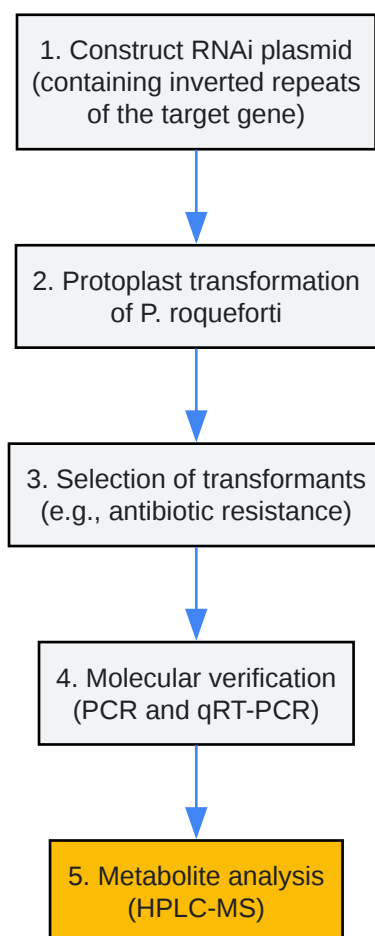 1. Construct RNAi plasmid
(containing inverted repeats
of the target gene)
2. Protoplast transformation
of P. roqueforti
3. Selection of transformants
(e.g., antibiotic resistance)
4. Molecular verification
(PCR and qRT-PCR)
5. Metabolite analysis
(HPLC-MS)